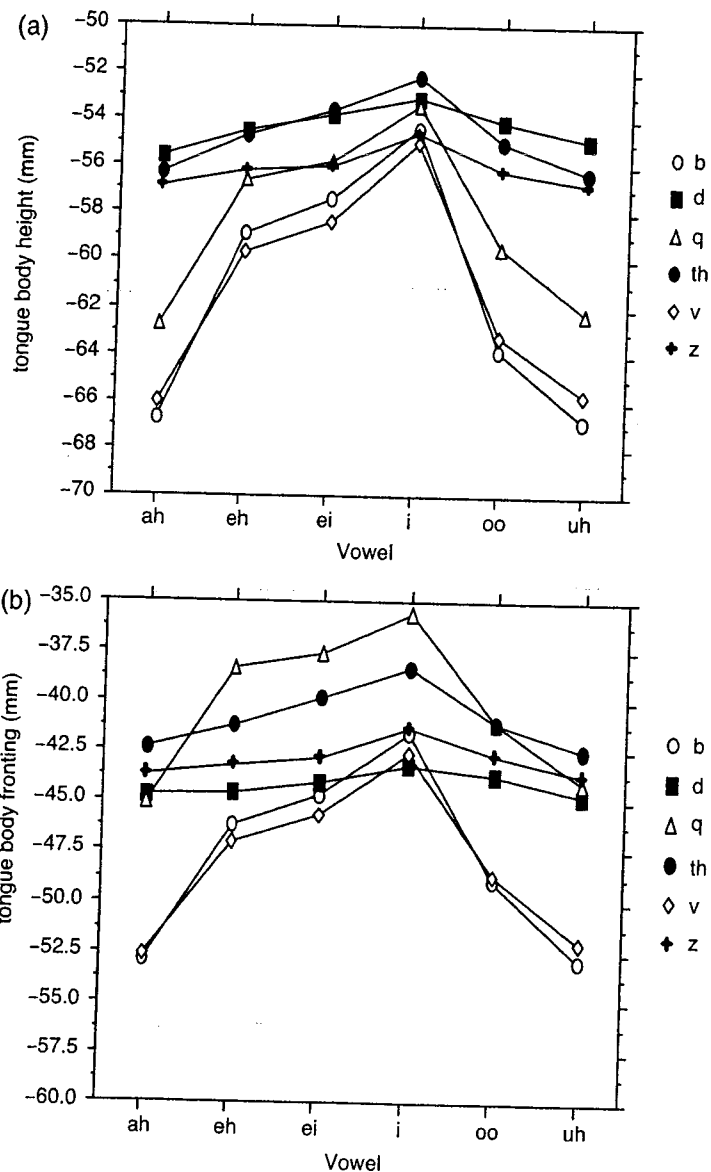 (a)
−50
−52
−54
−56
−58
−60
−62
−64
−66
−68
−70
tongue body height (mm)
ah eh ei i oo uh
Vowel
b
d
q
th
v
z
(b)
−35.0
−37.5
−40.0
−42.5
−45.0
−47.5
−50.0
−52.5
−55.0
−57.5
−60.0
tongue body fronting (mm)
ah eh ei i oo uh
Vowel
b
d
q
th
v
z